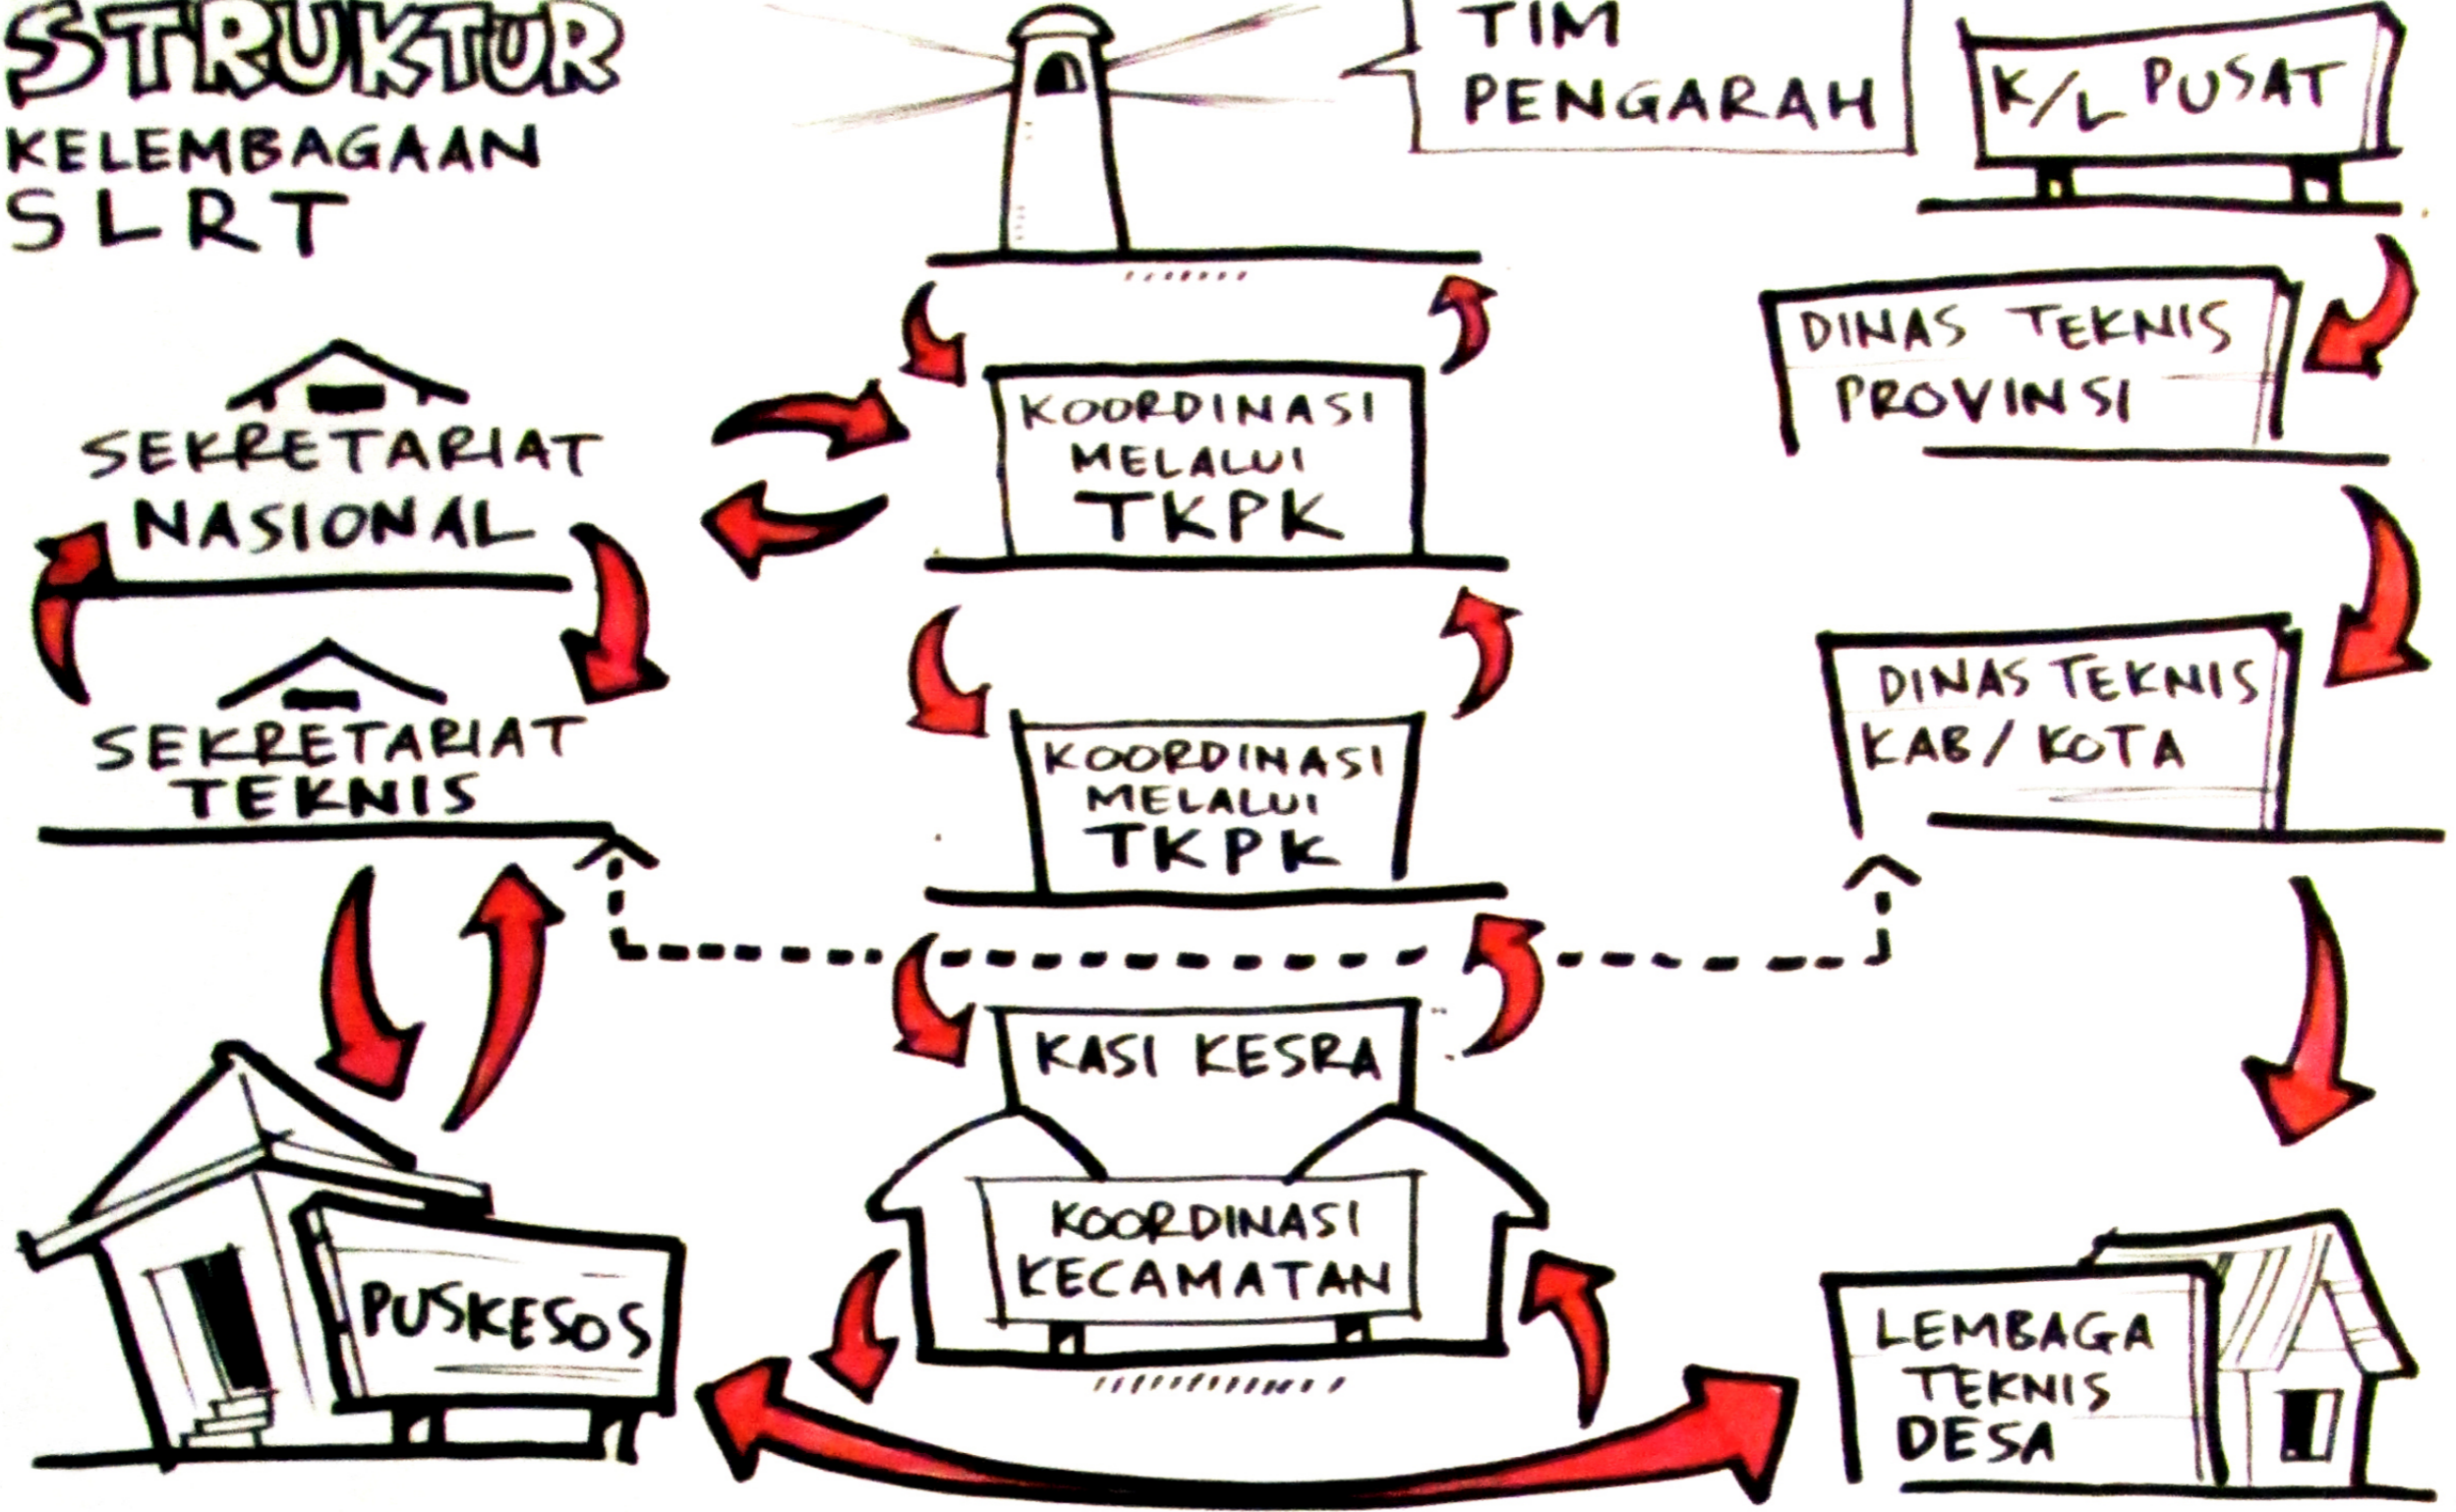 STRUKTUR
KELEMBAGAAN
SLRT
TIM
PENGARAH
K/L PUSAT
DINAS TEKNIS
PROVINSI
SEKRETARIAT
NASIONAL
KOORDINASI
MELALUI
TKPK
SEKRETARIAT
TEKNIS
KOORDINASI
MELALUI
TKPK
DINAS TEKNIS
KAB/KOTA
KASI KESRA
KOORDINASI
KECAMATAN
PUSKESOS
LEMBAGA
TEKNIS
DESA